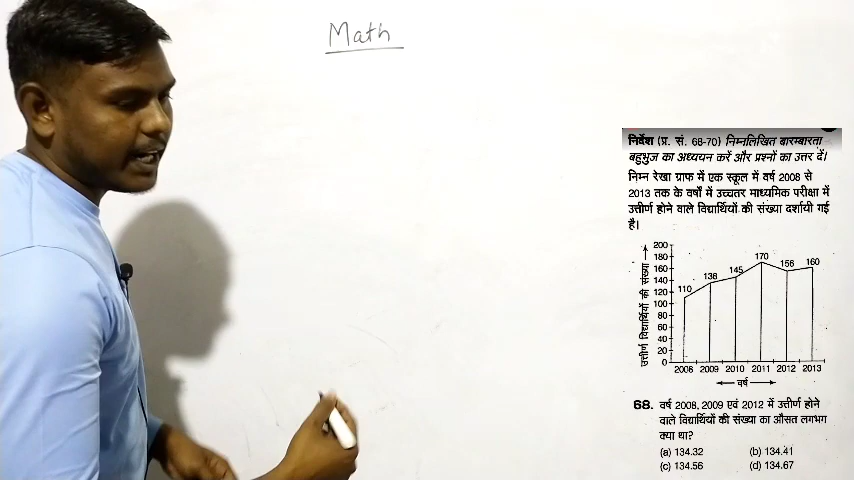 Math
निर्देश (प्र. सं. 68-70) निम्नलिखित बारम्बारता
बहुभुज का अध्ययन करें और प्रश्नों का उत्तर दें।
निम्न रेखा ग्राफ में एक स्कूल में वर्ष 2008 से
2013 तक के वर्षों में उच्चतर माध्यमिक परीक्षा में
उत्तीर्ण होने वाले विद्यार्थियों की संख्या दर्शायी गई
है।
उत्तीर्ण विद्यार्थियों की संख्या
200
180
160
140
120
100
80
60
40
20
0
110
138
145
170
156
160
2008 2009 2010 2011 2012 2013
वर्ष
68. वर्ष 2008, 2009 एवं 2012 में उत्तीर्ण होने
वाले विद्यार्थियों की संख्या का औसत लगभग
क्या था?
(a) 134.32 (b) 134.41
(c) 134.56 (d) 134.67